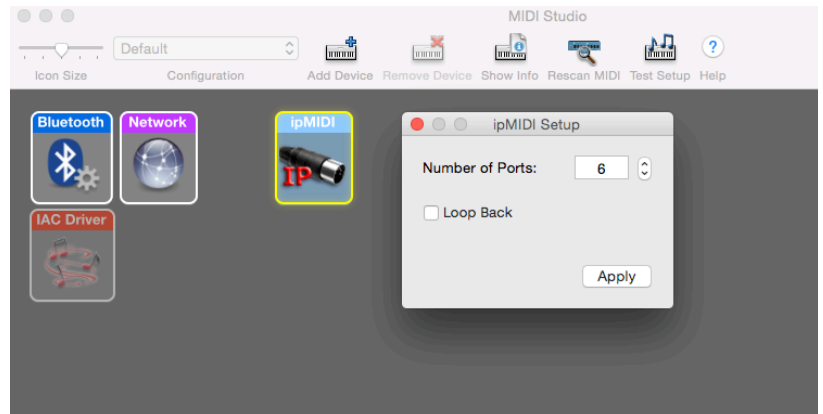 MIDI Studio
Default
?
Icon Size
Configuration
Add Device
Remove Device
Show Info
Rescan MIDI
Test Setup
Help
Bluetooth
Network
ipMIDI
IP
IAC Driver
ipMIDI Setup
Number of Ports:
6
Loop Back
Apply